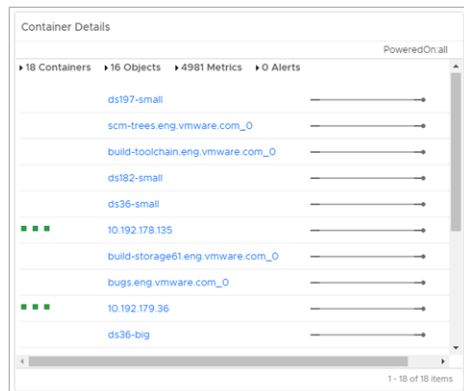 Container Details
PoweredOn:all
18 Containers 16 Objects 4981 Metrics 0 Alerts
ds197-small
scm-trees.eng.vmware.com_0
build-toolchain.eng.vmware.com_0
ds182-small
ds36-small
10.192.178.135
build-storage61.eng.vmware.com_0
bugs.eng.vmware.com_0
10.192.179.36
ds36-big
1 - 18 of 18 items